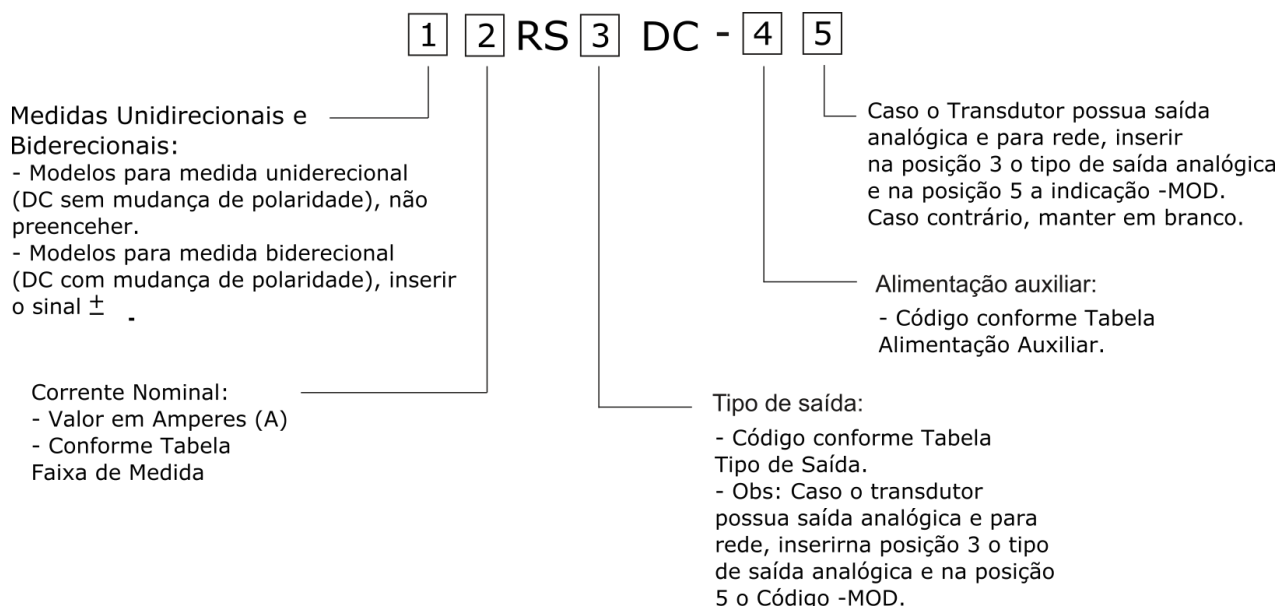 1 2 RS 3 DC - 4 5
Medidas Unidirecionais e
Biderecionais:
- Modelos para medida uniderecional
(DC sem mudança de polaridade), não
preenceher.
- Modelos para medida biderecional
(DC com mudança de polaridade), inserir
o sinal ± -
Corrente Nominal:
- Valor em Amperes (A)
- Conforme Tabela
Faixa de Medida
Tipo de saída:
- Código conforme Tabela
Tipo de Saída.
- Obs: Caso o transdutor
possua saída analógica e para
rede, inserirna posição 3 o tipo
de saída analógica e na posição
5 o Código -MOD.
Alimentação auxiliar:
- Código conforme Tabela
Alimentação Auxiliar.
Caso o Transdutor possua saída
analógica e para rede, inserir
na posição 3 o tipo de saída analógica
e na posição 5 a indicação -MOD.
Caso contrário, manter em branco.